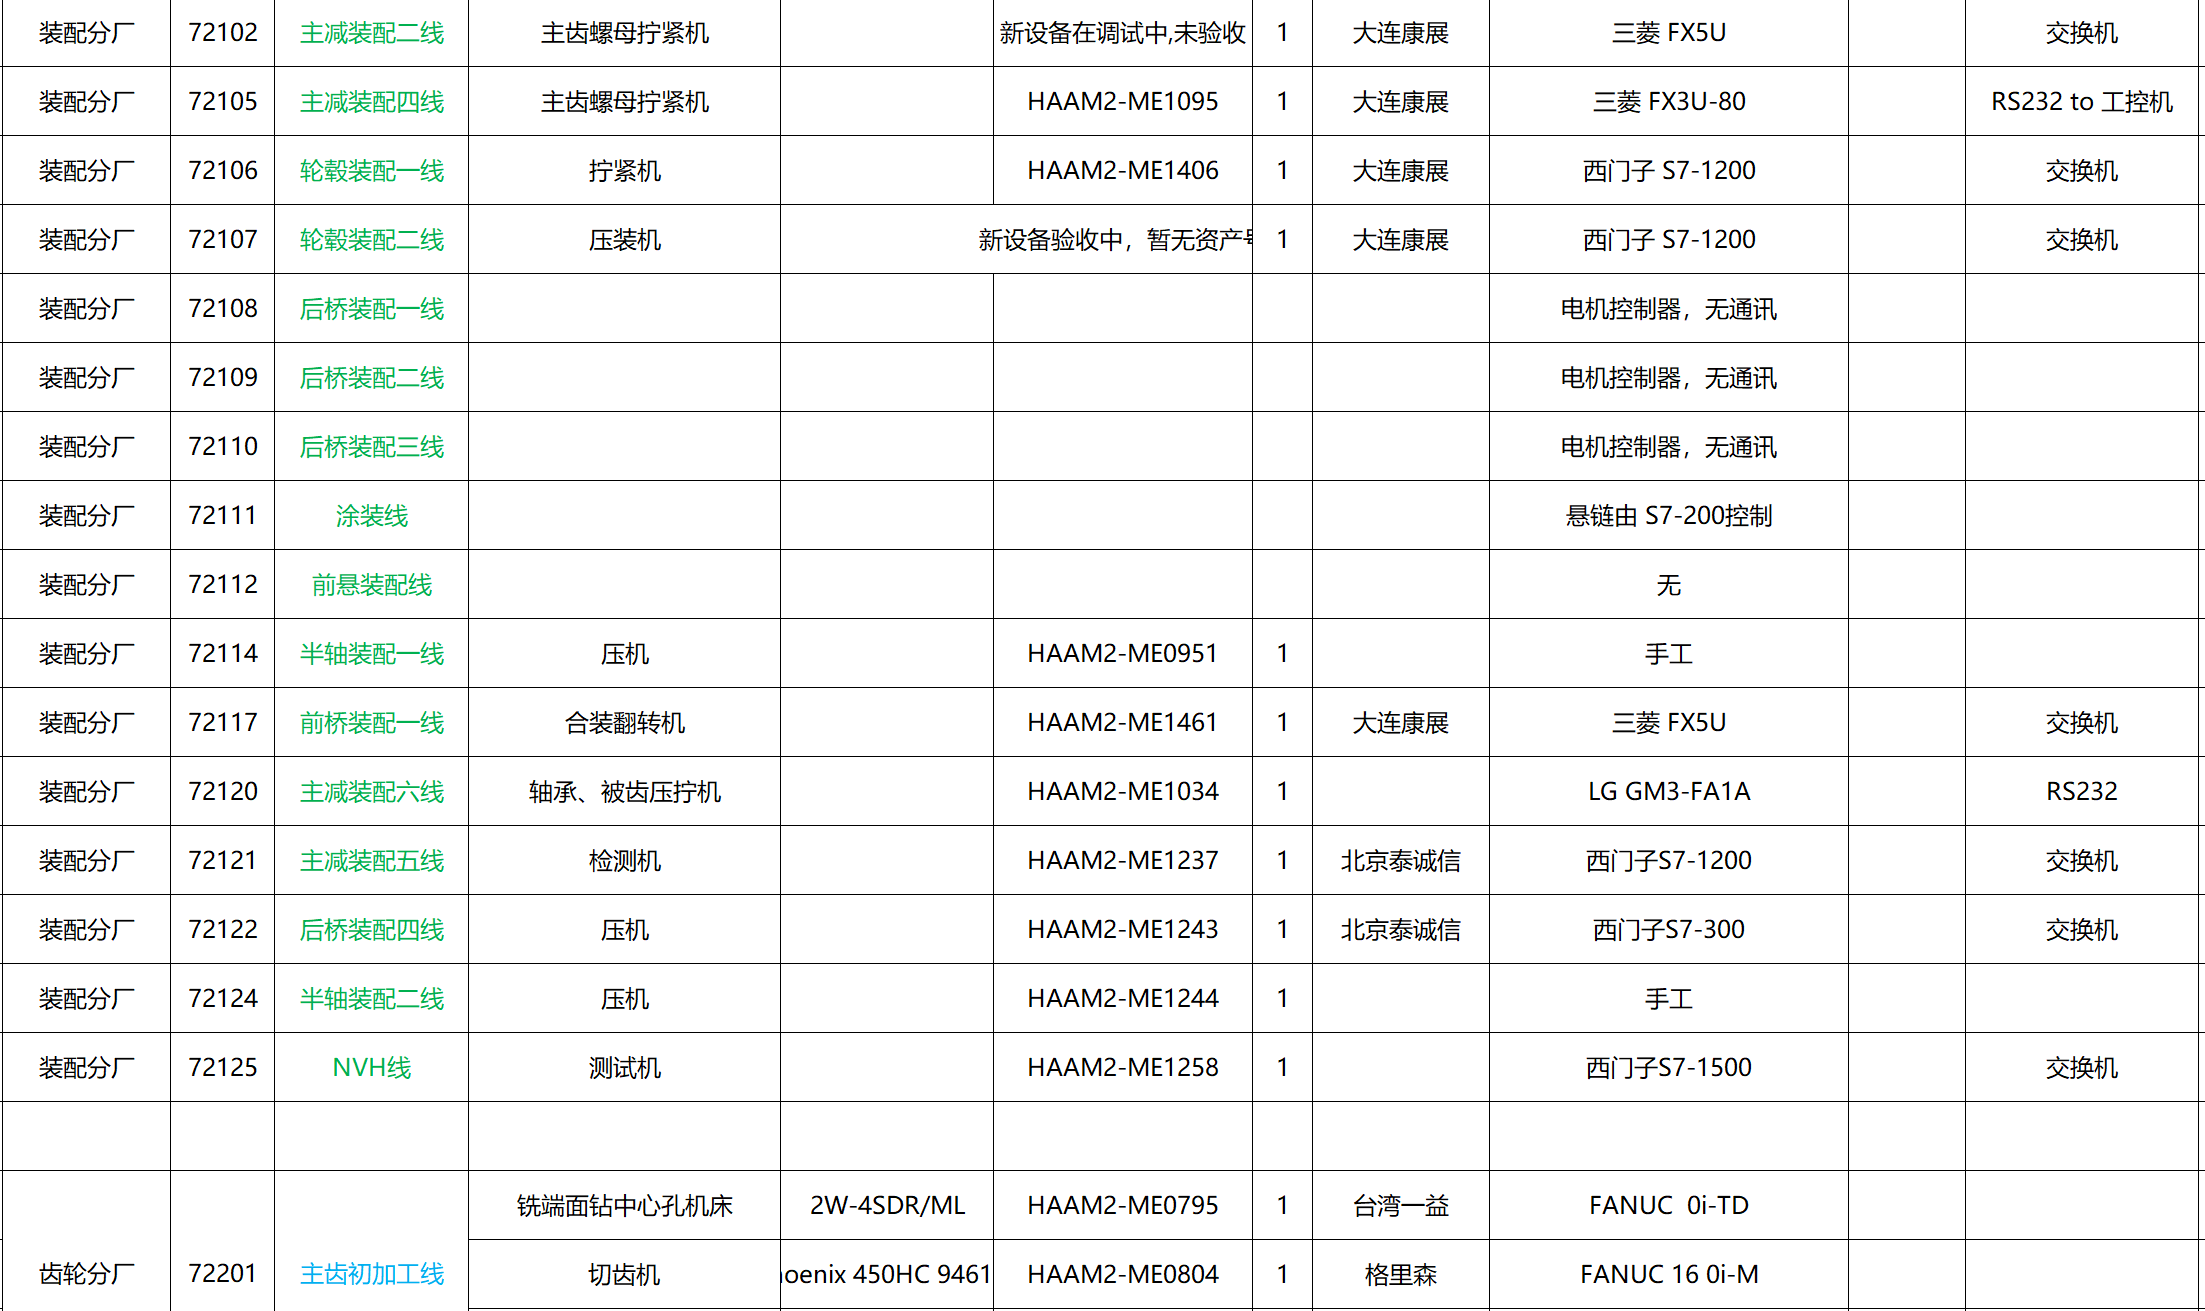 装配分厂 72102 主减装配二线 主齿螺母拧紧机 新设备在调试中,未验收 1 大连康展 三菱 FX5U 交换机
装配分厂 72105 主减装配四线 主齿螺母拧紧机 HAAM2-ME1095 1 大连康展 三菱 FX3U-80 RS232 to 工控机
装配分厂 72106 轮毂装配一线 拧紧机 HAAM2-ME1406 1 大连康展 西门子 S7-1200 交换机
装配分厂 72107 轮毂装配二线 压装机 新设备验收中，暂无资产号 1 大连康展 西门子 S7-1200 交换机
装配分厂 72108 后桥装配一线 电机控制器，无通讯
装配分厂 72109 后桥装配二线 电机控制器，无通讯
装配分厂 72110 后桥装配三线 电机控制器，无通讯
装配分厂 72111 涂装线 悬链由 S7-200控制
装配分厂 72112 前悬装配线 无
装配分厂 72114 半轴装配一线 压机 HAAM2-ME0951 1 手工
装配分厂 72117 前桥装配一线 合装翻转机 HAAM2-ME1461 1 大连康展 三菱 FX5U 交换机
装配分厂 72120 主减装配六线 轴承、被齿压拧机 HAAM2-ME1034 1 LG GM3-FA1A RS232
装配分厂 72121 主减装配五线 检测机 HAAM2-ME1237 1 北京泰诚信 西门子S7-1200 交换机
装配分厂 72122 后桥装配四线 压机 HAAM2-ME1243 1 北京泰诚信 西门子S7-300 交换机
装配分厂 72124 半轴装配二线 压机 HAAM2-ME1244 1 手工
装配分厂 72125 NVH线 测试机 HAAM2-ME1258 1 西门子S7-1500 交换机
铣端面钻中心孔机床 2W-4SDR/ML HAAM2-ME0795 1 台湾一益 FANUC  0i-TD
齿轮分厂 72201 主齿初加工线 切齿机 oenix 450HC 9461 HAAM2-ME0804 1 格里森 FANUC 16 0i-M